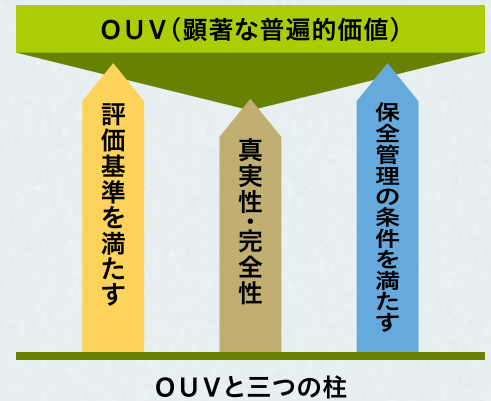 OUV（顕著な普遍的価値）
評価基準を満たす
真実性・完全性
保全管理の条件を満たす
OUVと三つの柱